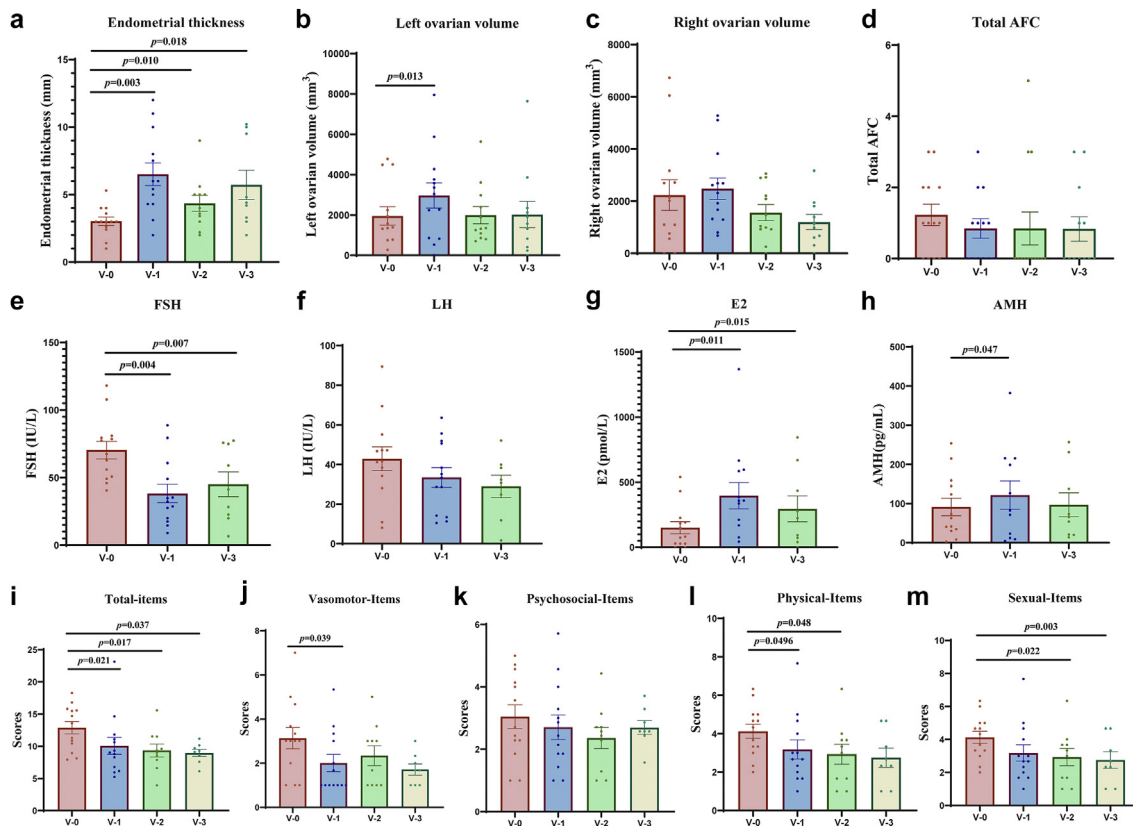 a
Endometrial thickness
p=0.018
p=0.010
p=0.003
Endometrial thickness (mm)
15
10
5
0
V-0 V-1 V-2 V-3
b
Left ovarian volume
p=0.013
Left ovarian volume (mm³)
10000
8000
6000
4000
2000
0
V-0 V-1 V-2 V-3
c
Right ovarian volume
Right ovarian volume (mm³)
8000
6000
4000
2000
0
V-0 V-1 V-2 V-3
d
Total AFC
Total AFC
6
4
2
0
V-0 V-1 V-2 V-3
e
FSH
p=0.007
p=0.004
FSH (IU/L)
150
100
50
0
V-0 V-1 V-3
f
LH
LH (IU/L)
100
80
60
40
20
0
V-0 V-1 V-3
g
E2
p=0.015
p=0.011
E2 (pmol/L)
1500
1000
500
0
V-0 V-1 V-3
h
AMH
p=0.047
AMH(pg/mL)
500
400
300
200
100
0
V-0 V-1 V-3
i
Total-items
p=0.037
p=0.017
p=0.021
Scores
25
20
15
10
5
0
V-0 V-1 V-2 V-3
j
Vasomotor-Items
p=0.039
Scores
8
6
4
2
0
V-0 V-1 V-2 V-3
k
Psychosocial-Items
Scores
6
4
2
0
V-0 V-1 V-2 V-3
l
Physical-Items
p=0.048
p=0.0496
Scores
10
8
6
4
2
0
V-0 V-1 V-2 V-3
m
Sexual-Items
p=0.003
p=0.022
Scores
10
8
6
4
2
0
V-0 V-1 V-2 V-3